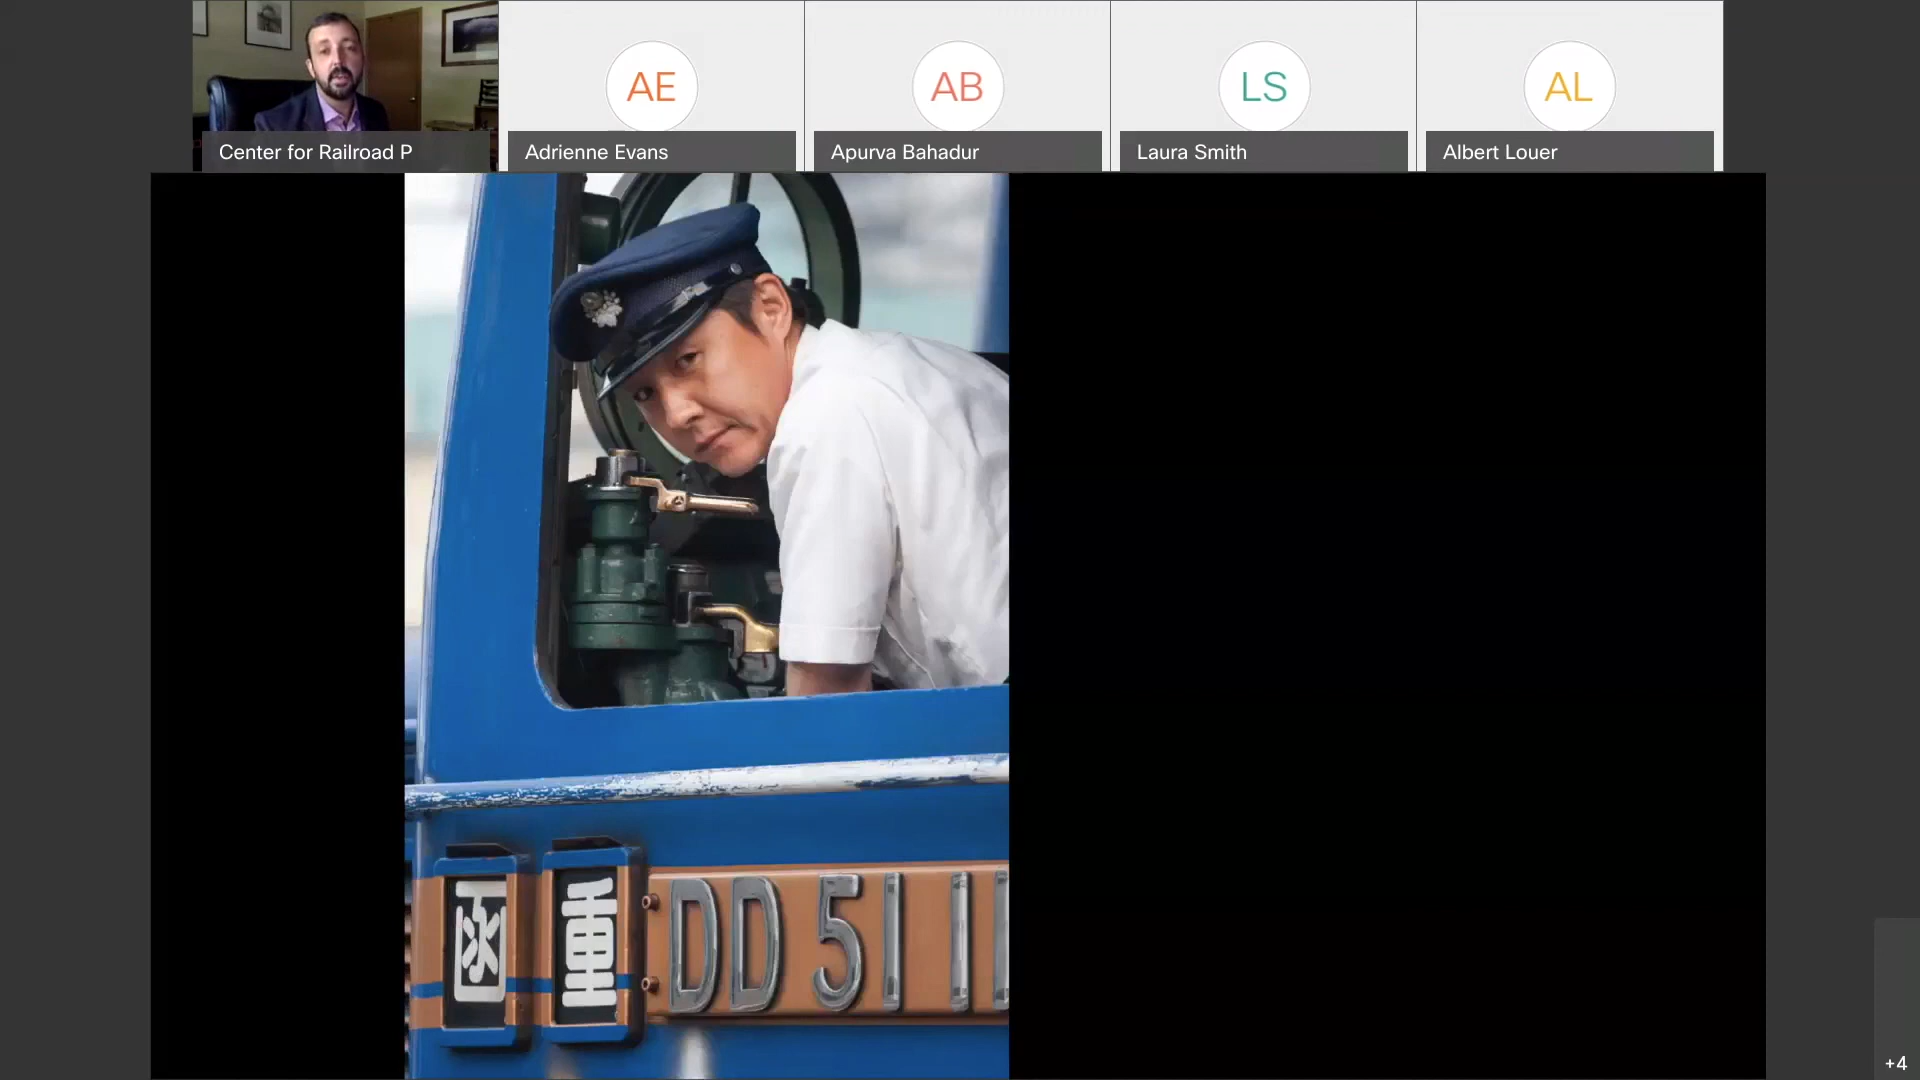 AE
AB
LS
AL
Center for Railroad P
Adrienne Evans
Apurva Bahadur
Laura Smith
Albert Louer
函 重 DD 51 11
+4